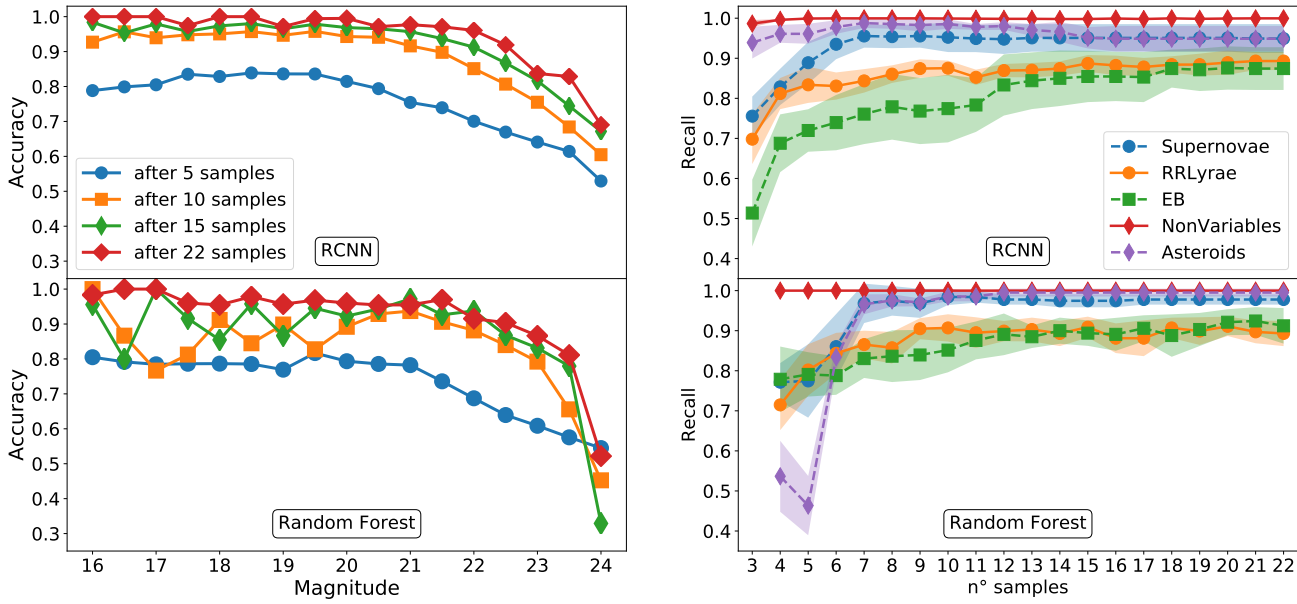 1.0
0.9
0.8
0.7
0.6
0.5
0.4
0.3
Accuracy
after 5 samples
after 10 samples
after 15 samples
after 22 samples
RCNN
1.0
0.9
0.8
0.7
0.6
0.5
0.4
0.3
Accuracy
Random Forest
16 17 18 19 20 21 22 23 24
Magnitude
1.0
0.9
0.8
0.7
0.6
0.5
0.4
Recall
Supernovae
RRLyrae
EB
NonVariables
Asteroids
RCNN
1.0
0.9
0.8
0.7
0.6
0.5
0.4
Recall
Random Forest
3 4 5 6 7 8 9 10 11 12 13 14 15 16 17 18 19 20 21 22
n° samples